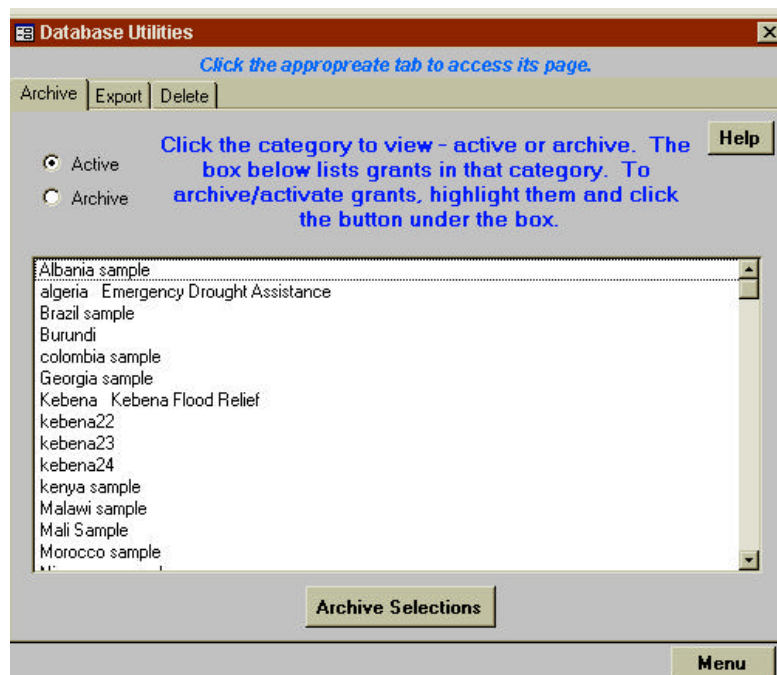 Database Utilities
Click the appropreate tab to access its page.
Archive Export Delete
Help
Active
Archive
Click the category to view - active or archive. The
box below lists grants in that category. To
archive/activate grants, highlight them and click
the button under the box.
Albania sample
algeria Emergency Drought Assistance
Brazil sample
Burundi
colombia sample
Georgia sample
Kebena Kebena Flood Relief
kebena22
kebena23
kebena24
kenya sample
Malawi sample
Mali Sample
Morocco sample
Archive Selections
Menu